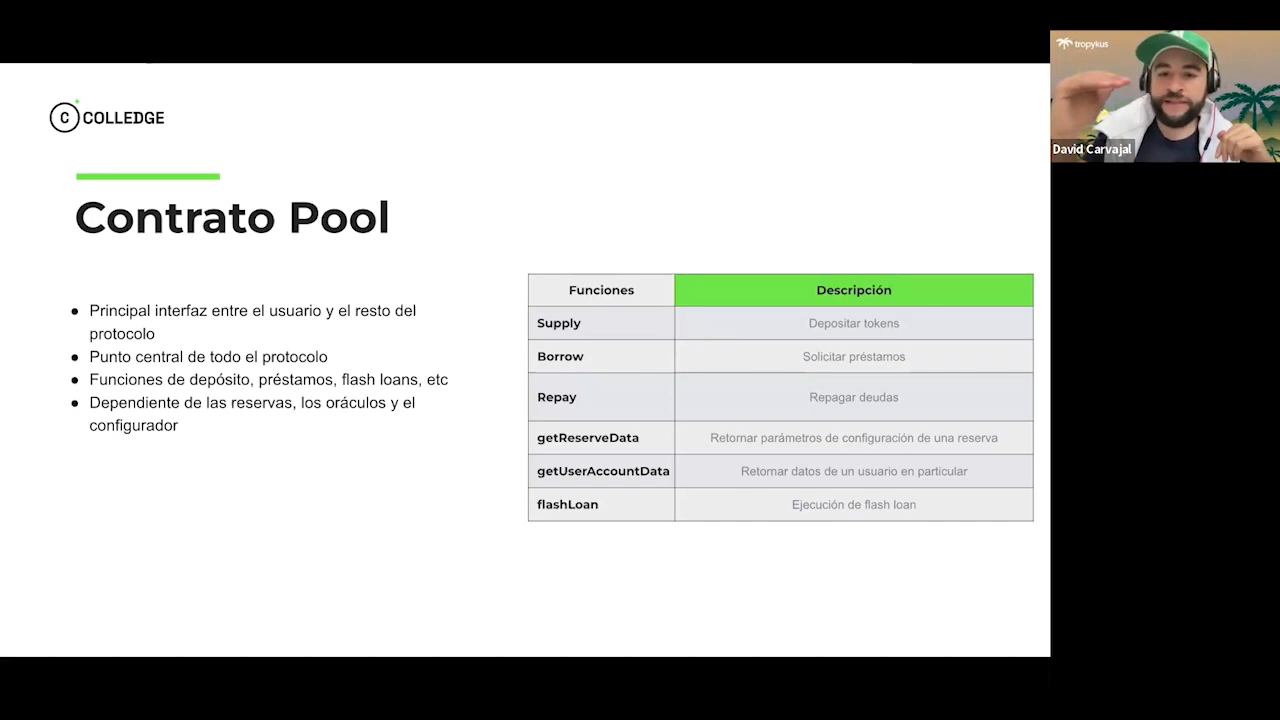 C COLLEDGE
Contrato Pool
● Principal interfaz entre el usuario y el resto del
protocolo
● Punto central de todo el protocolo
● Funciones de depósito, préstamos, flash loans, etc
● Dependiente de las reservas, los oráculos y el
configurador
Funciones Descripción
Supply Depositar tokens
Borrow Solicitar préstamos
Repay Repagar deudas
getReserveData Retornar parámetros de configuración de una reserva
getUserAccountData Retornar datos de un usuario en particular
flashLoan Ejecución de flash loan
tropykus
David Carvajal